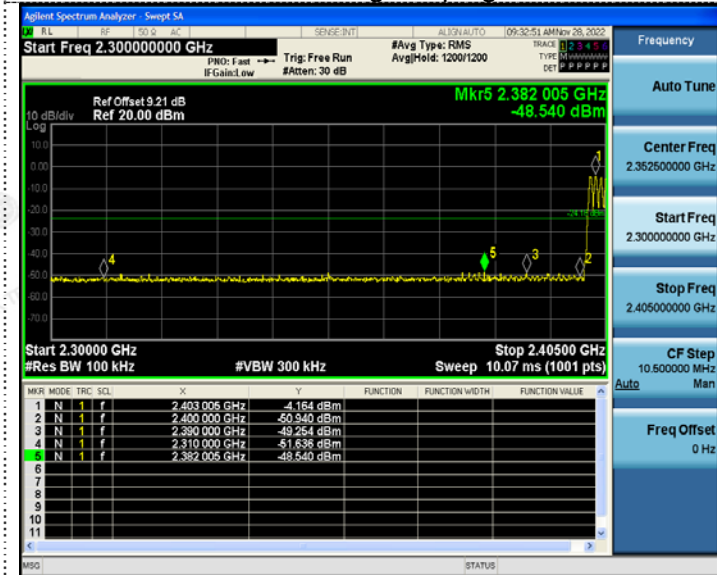 Agilent Spectrum Analyzer - Swept SA
RL RF 50 Ω AC SENSE:INT ALIGNAUTO 09:32:51 AM Nov 28, 2022
Start Freq 2.300000000 GHz #Avg Type: RMS TRACE 1 2 3 4 5 6
PNO: Fast Trig: Free Run Avg|Hold: 1200/1200 TYPE M
IFGain:Low #Atten: 30 dB DET P P P P P P
Mkr5 2.382 005 GHz
Ref Offset 9.21 dB
-48.540 dBm
10 dB/div Ref 20.00 dBm
Log
10.0
0.00
-10.0
-20.0
-30.0
-40.0
-50.0
-60.0
-70.0
1
2
3
4
5
Start 2.30000 GHz Stop 2.40500 GHz
#Res BW 100 kHz #VBW 300 kHz Sweep 10.07 ms (1001 pts)
MKR MODE TRC SCL X Y FUNCTION FUNCTION WIDTH FUNCTION VALUE
1 N 1 f 2.403 005 GHz -4.164 dBm
2 N 1 f 2.400 000 GHz -50.940 dBm
3 N 1 f 2.390 000 GHz -49.254 dBm
4 N 1 f 2.310 000 GHz -51.636 dBm
5 N 1 f 2.382 005 GHz -48.540 dBm
6
7
8
9
10
11
MSG STATUS
Frequency
Auto Tune
Center Freq
2.352500000 GHz
Start Freq
2.300000000 GHz
Stop Freq
2.405000000 GHz
CF Step
10.500000 MHz
Auto Man
Freq Offset
0 Hz